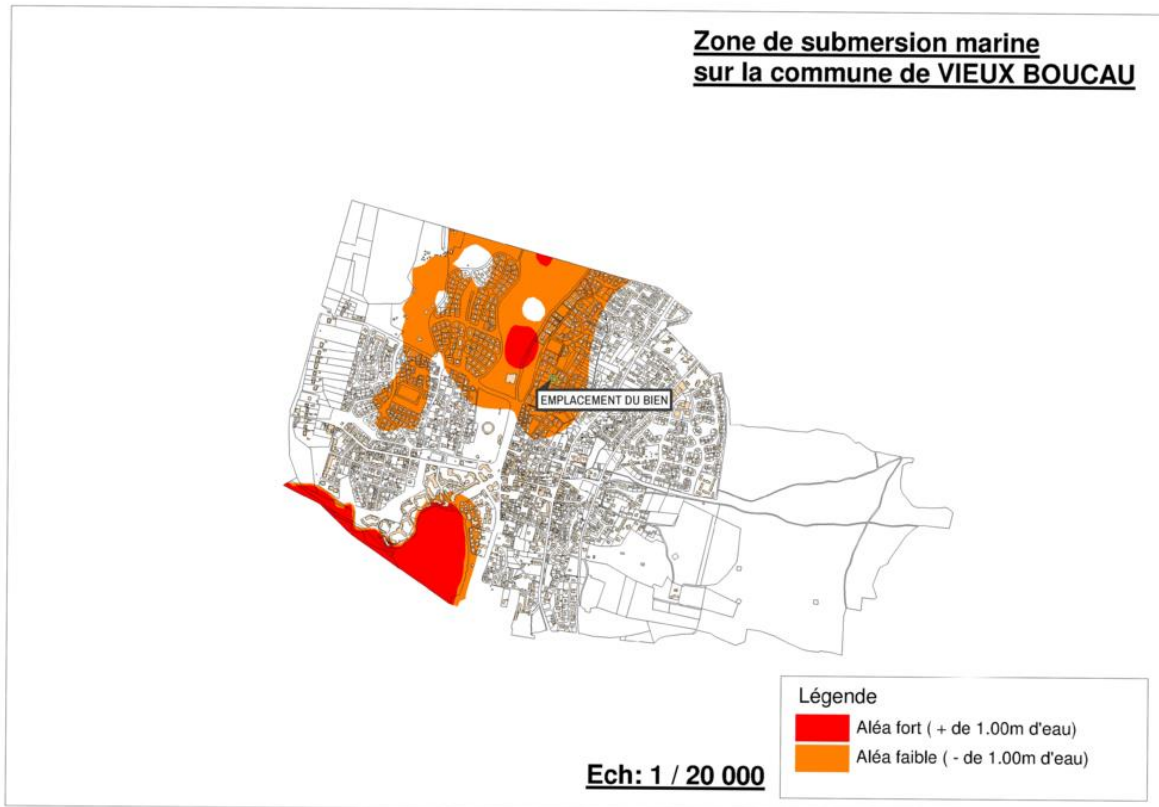 Zone de submersion marine
sur la commune de VIEUX BOUCAU
EMPLACEMENT DU BIEN
Légende
Aléa fort ( + de 1.00m d'eau)
Aléa faible ( - de 1.00m d'eau)
Ech: 1 / 20 000